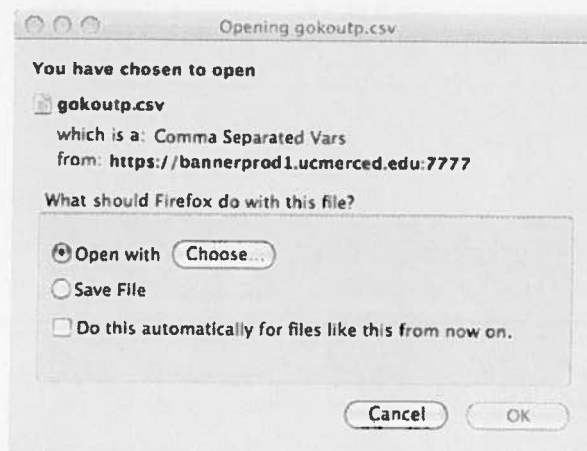 Opening gokoutp.csv
You have chosen to open
gokoutp.csv
which is a: Comma Separated Vars
from: https://bannerprod1.ucmerced.edu:7777
What should Firefox do with this file?
Open with Choose...
Save File
Do this automatically for files like this from now on.
Cancel OK